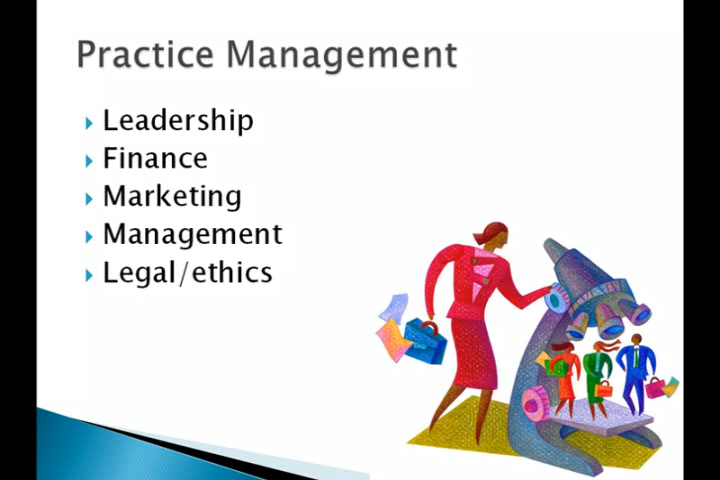 Practice Management
Leadership
Finance
Marketing
Management
Legal/ethics